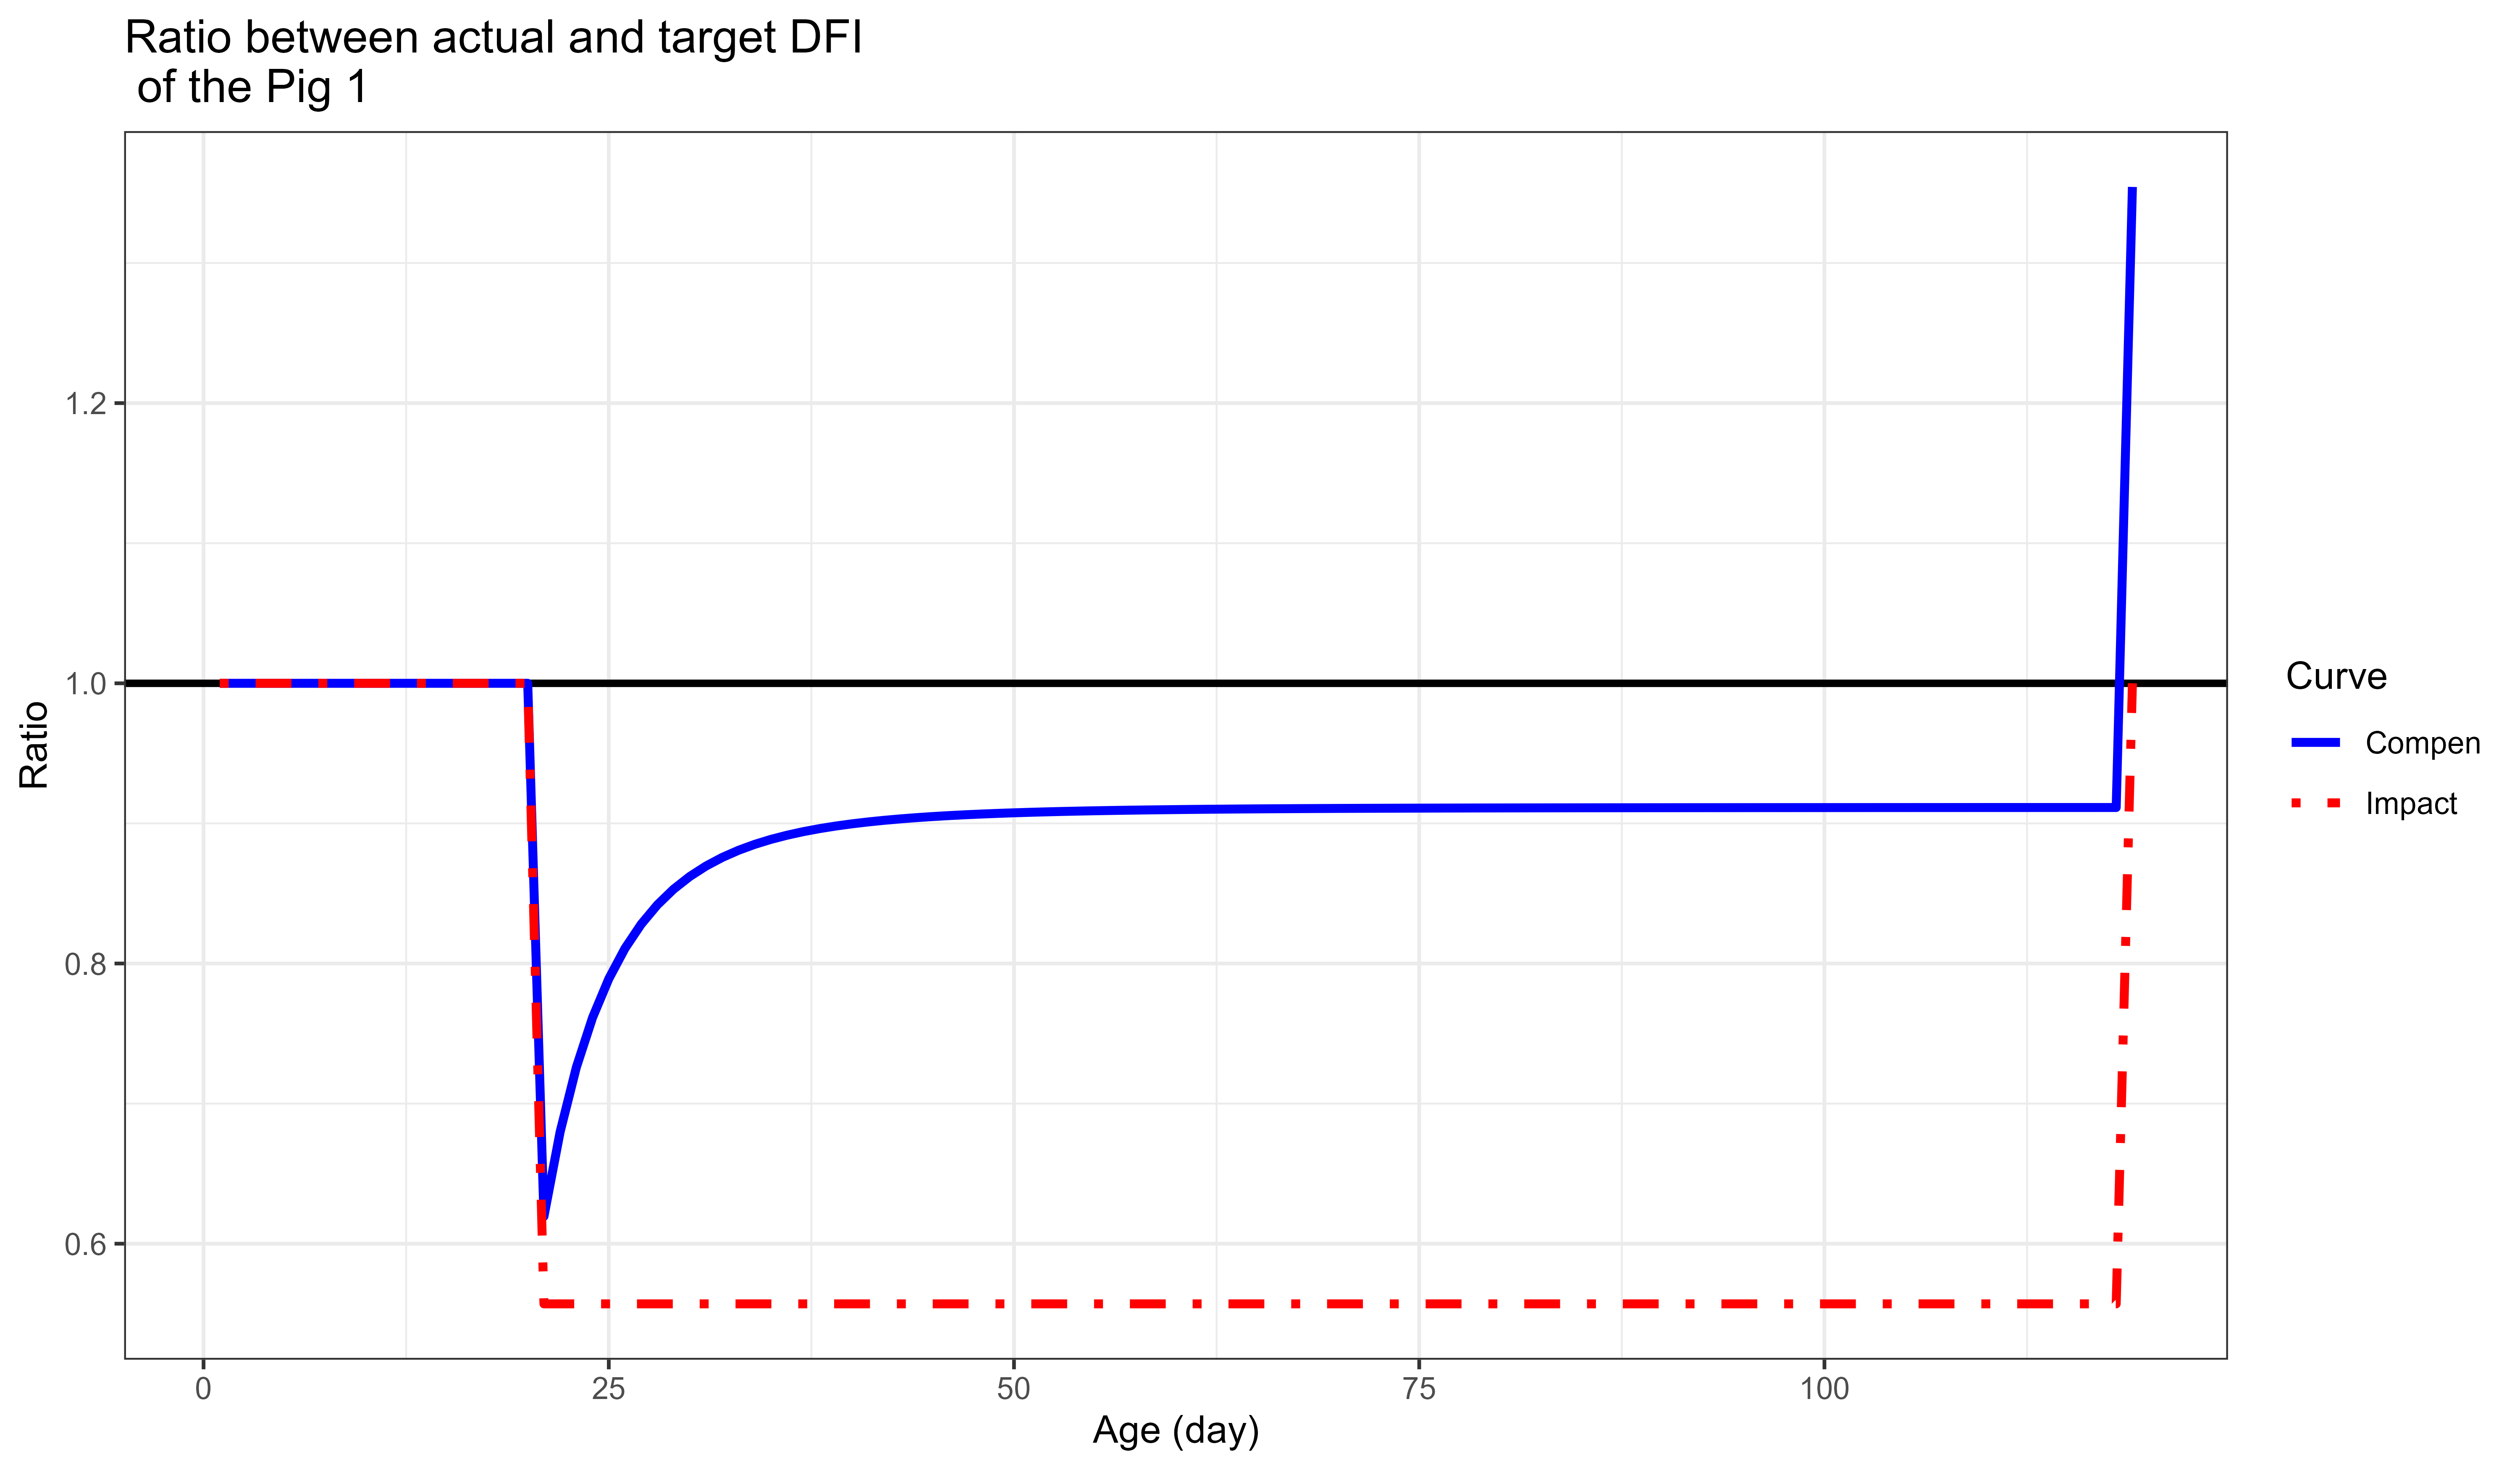 Ratio between actual and target DFI
of the Pig 1
1.2
1.0
0.8
0.6
Ratio
0
25
50
75
100
Age (day)
Curve
Compen
Impact